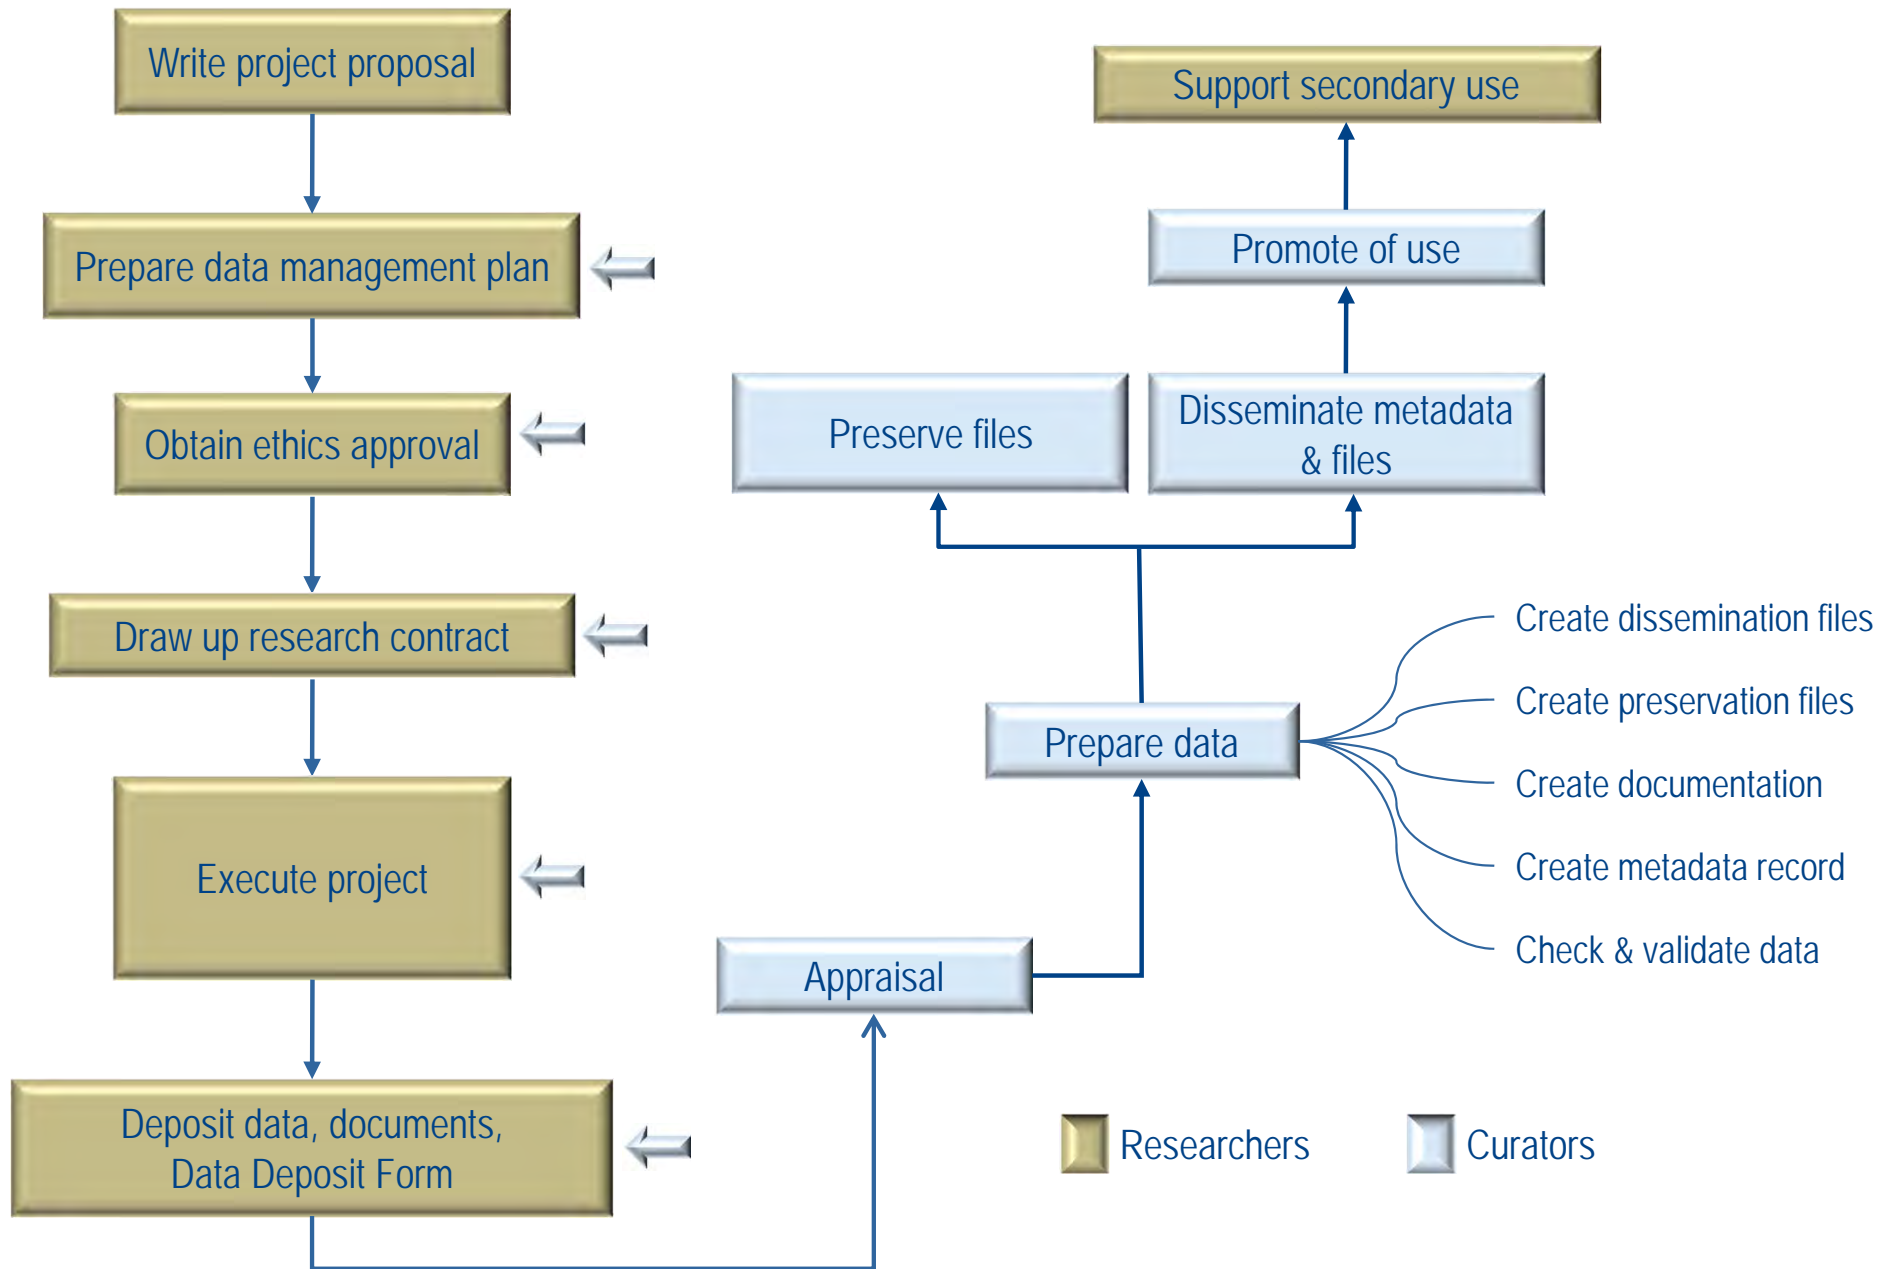 Write project proposal
Prepare data management plan
Obtain ethics approval
Draw up research contract
Execute project
Deposit data, documents,
Data Deposit Form
Support secondary use
Promote of use
Preserve files
Disseminate metadata
& files
Prepare data
Create dissemination files
Create preservation files
Create documentation
Create metadata record
Check & validate data
Appraisal
Researchers
Curators